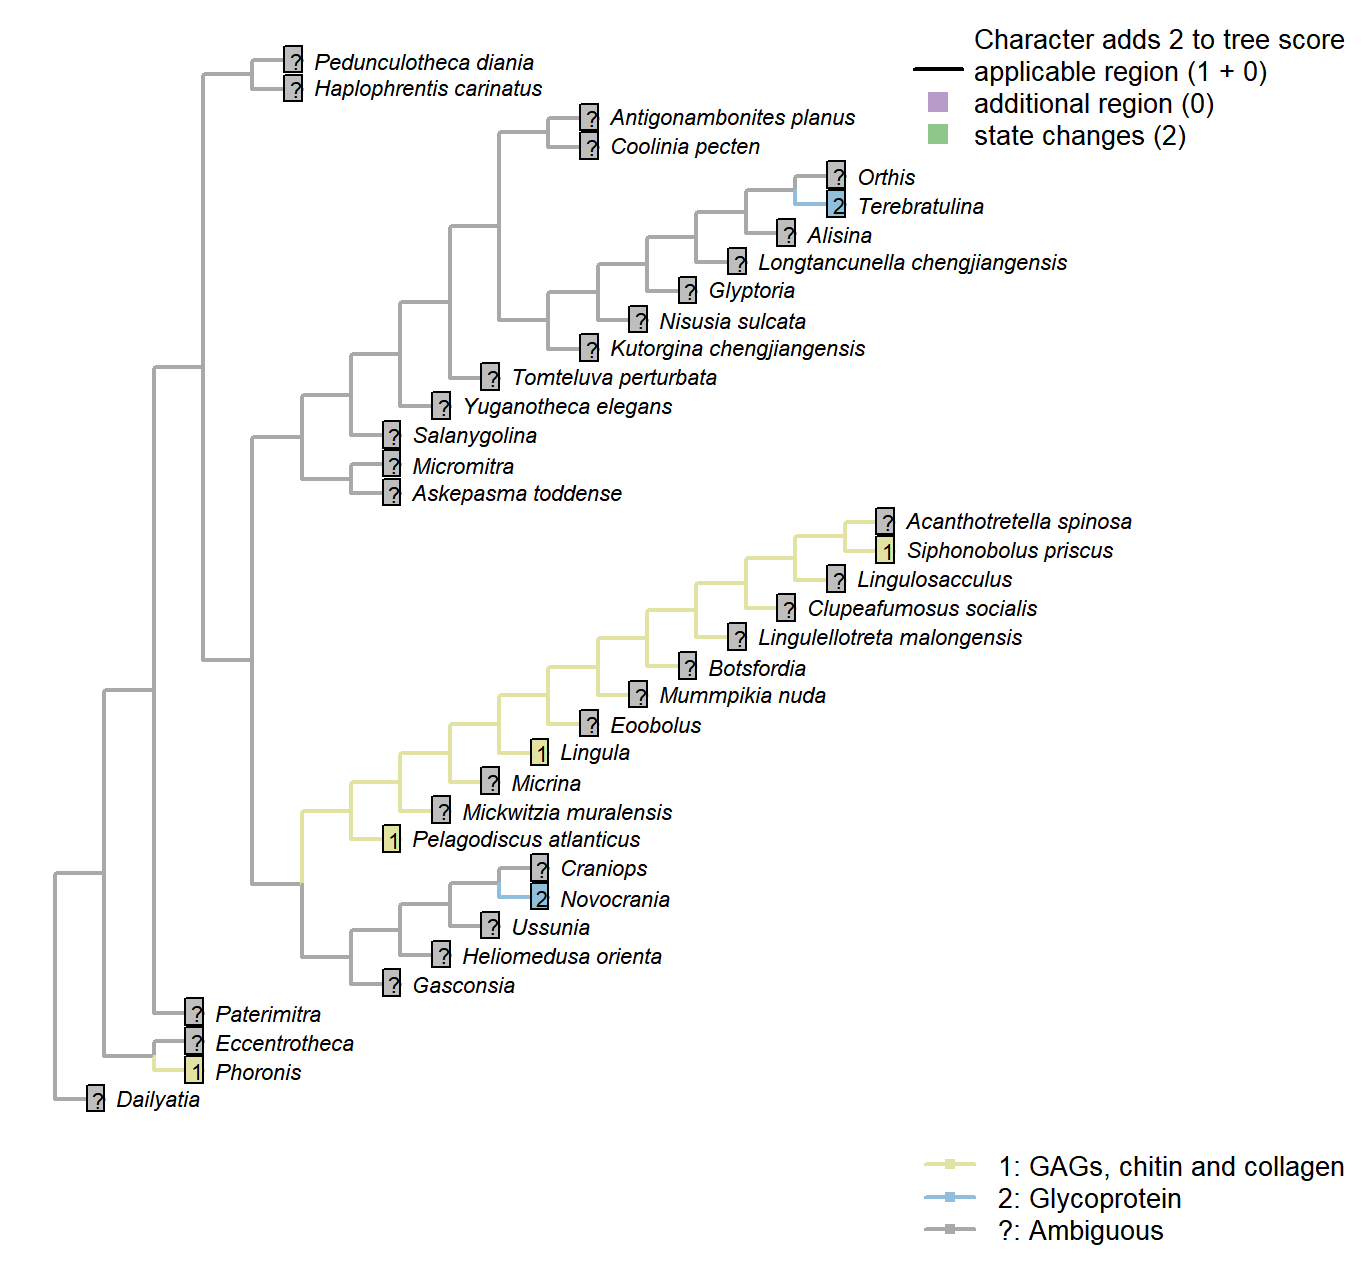 Character adds 2 to tree score
applicable region (1 + 0)
additional region (0)
state changes (2)
? Pedunculotheca diania
? Haplophrentis carinatus
? Antigonambonites planus
? Coolinia pecten
? Orthis
2 Terebratulina
? Alisina
? Longtancunella chengjiangensis
? Glyptoria
? Nisusia sulcata
? Kutorgina chengjiangensis
? Tomteluva perturbata
? Yuganotheca elegans
? Salanygolina
? Micromitra
? Askepasma toddense
? Acanthotretella spinosa
1 Siphonobolus priscus
? Lingulosacculus
? Clupeafumosus socialis
? Lingulellotreta malongensis
? Botsfordia
? Mummpikia nuda
? Eoobolus
1 Lingula
? Micrina
? Mickwitzia muralensis
1 Pelagodiscus atlanticus
? Craniops
2 Novocrania
? Ussunia
? Heliomedusa orienta
? Gasconsia
? Paterimitra
? Eccentrotheca
1 Phoronis
? Dailyatia
1: GAGs, chitin and collagen
2: Glycoprotein
?: Ambiguous